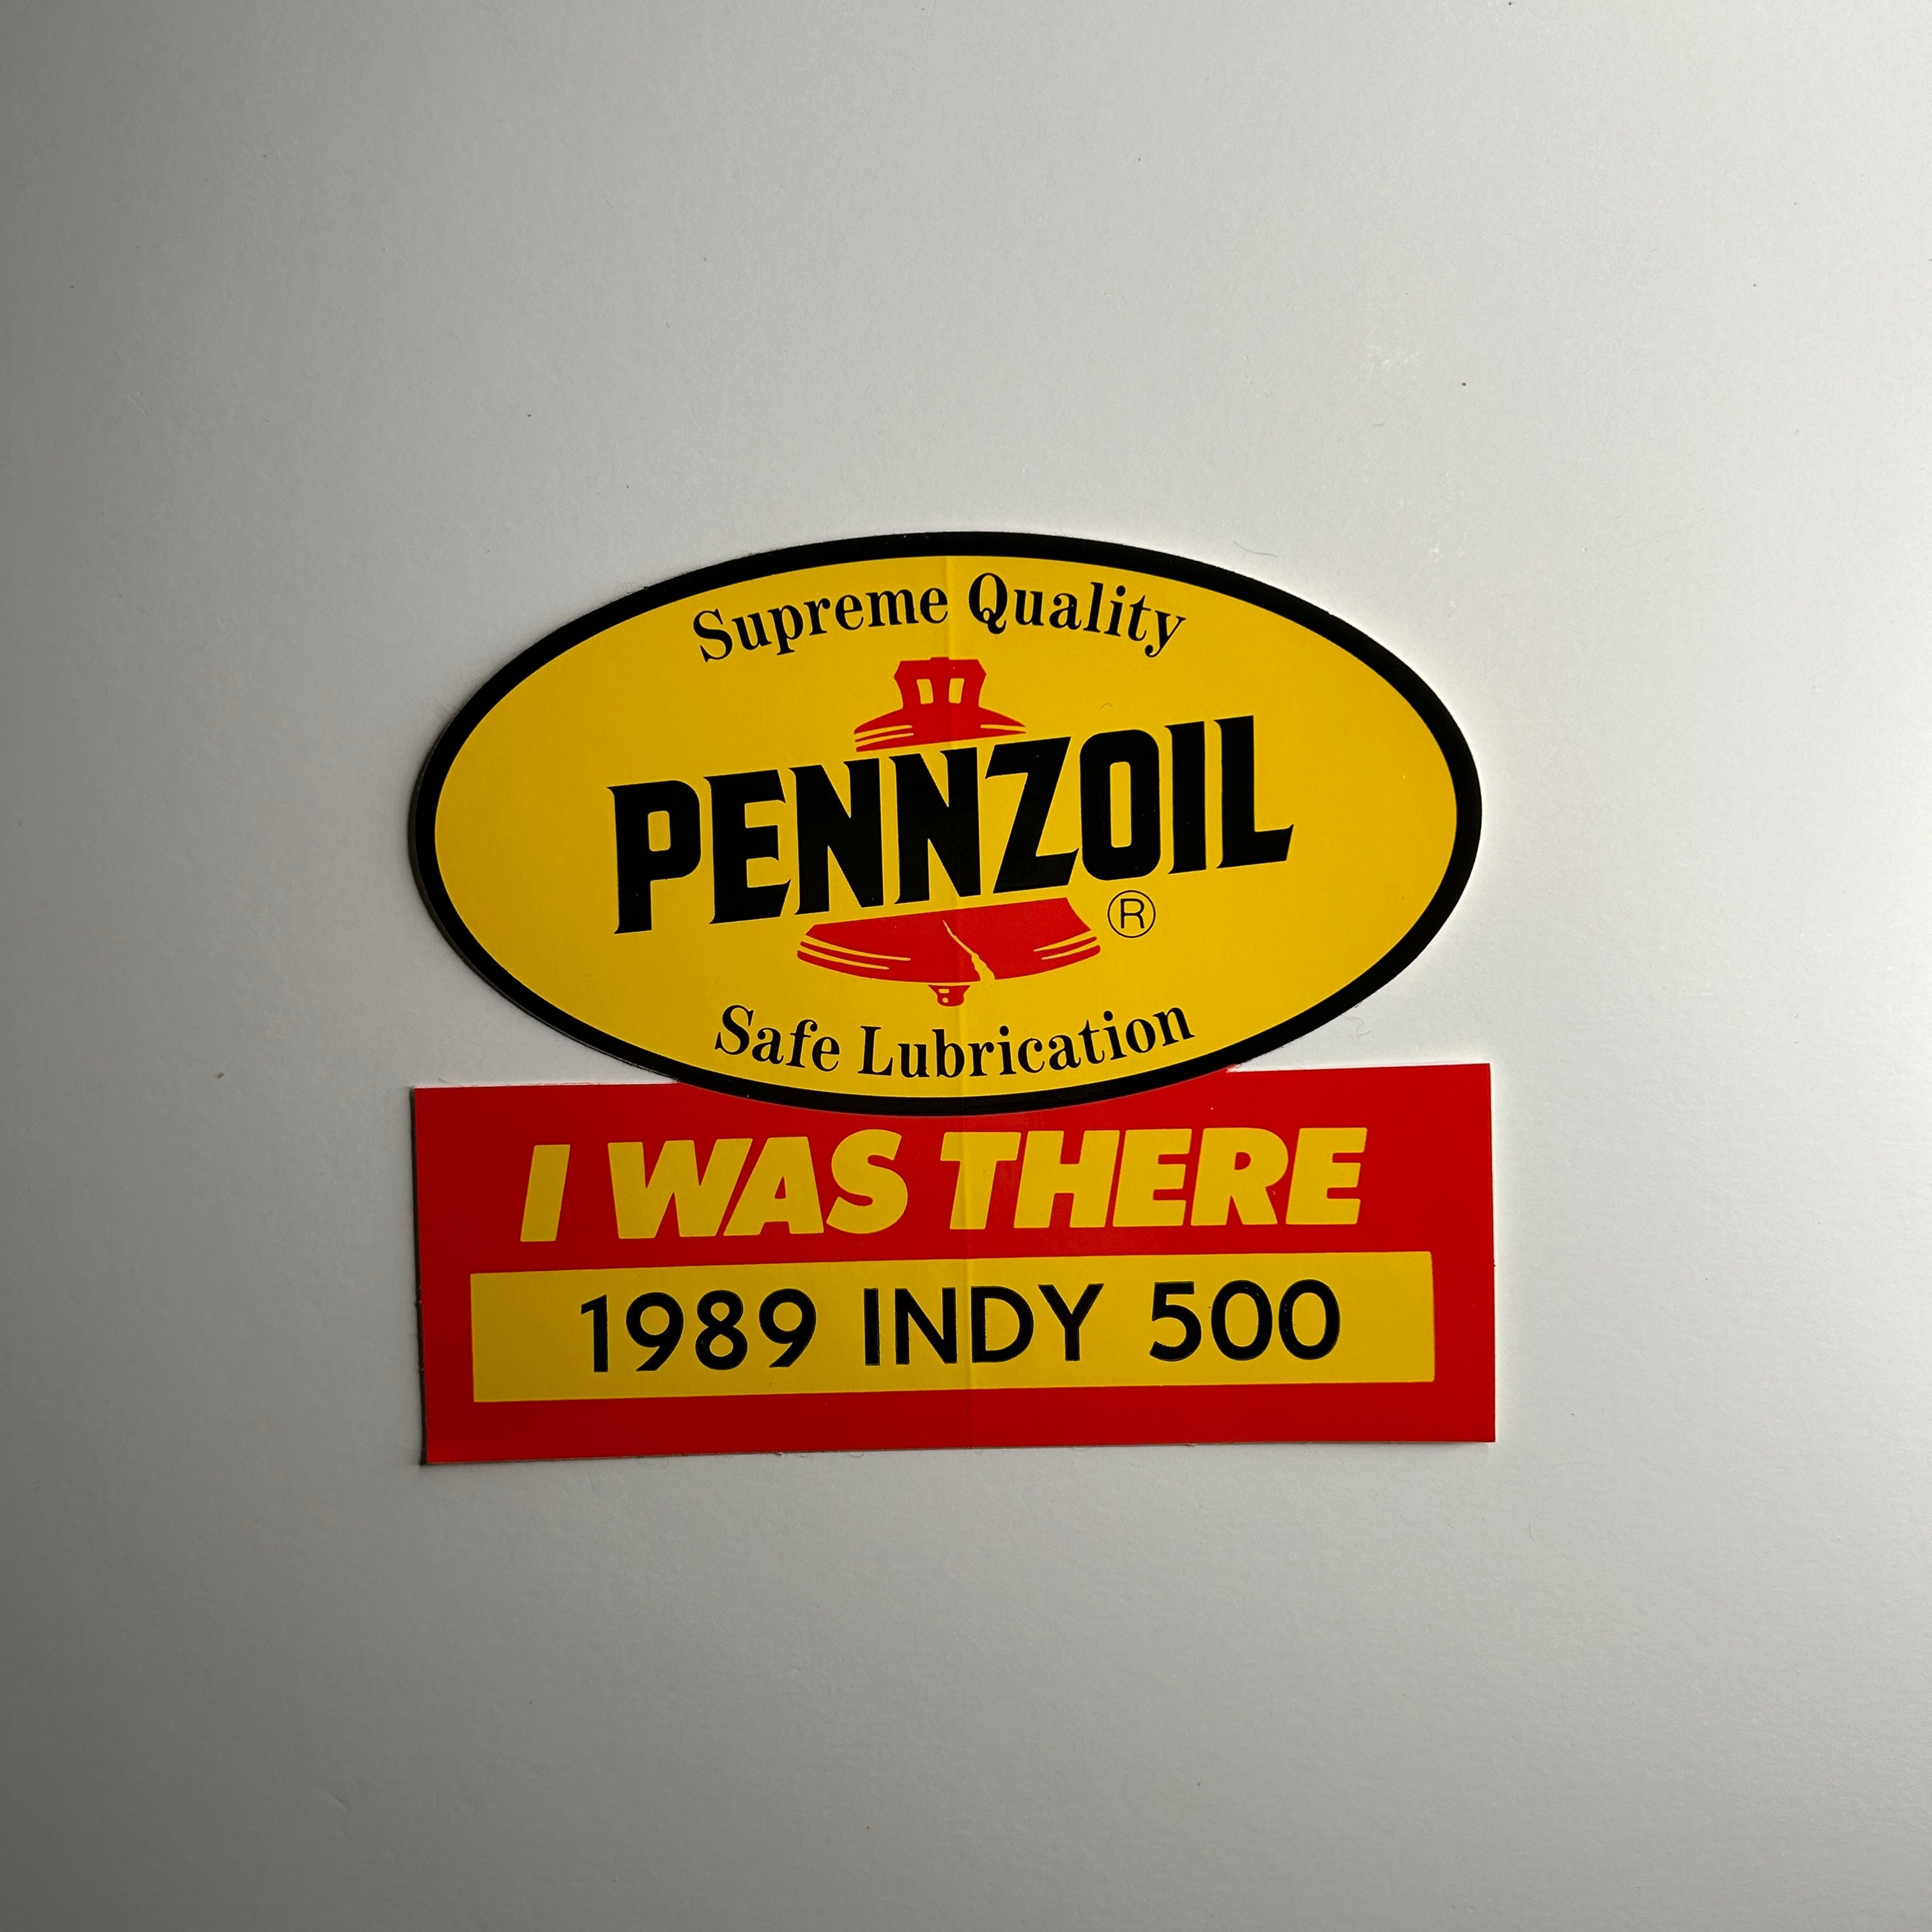 Supreme Quality
PENNZOIL
®
Safe Lubrication
I WAS THERE
1989 INDY 500